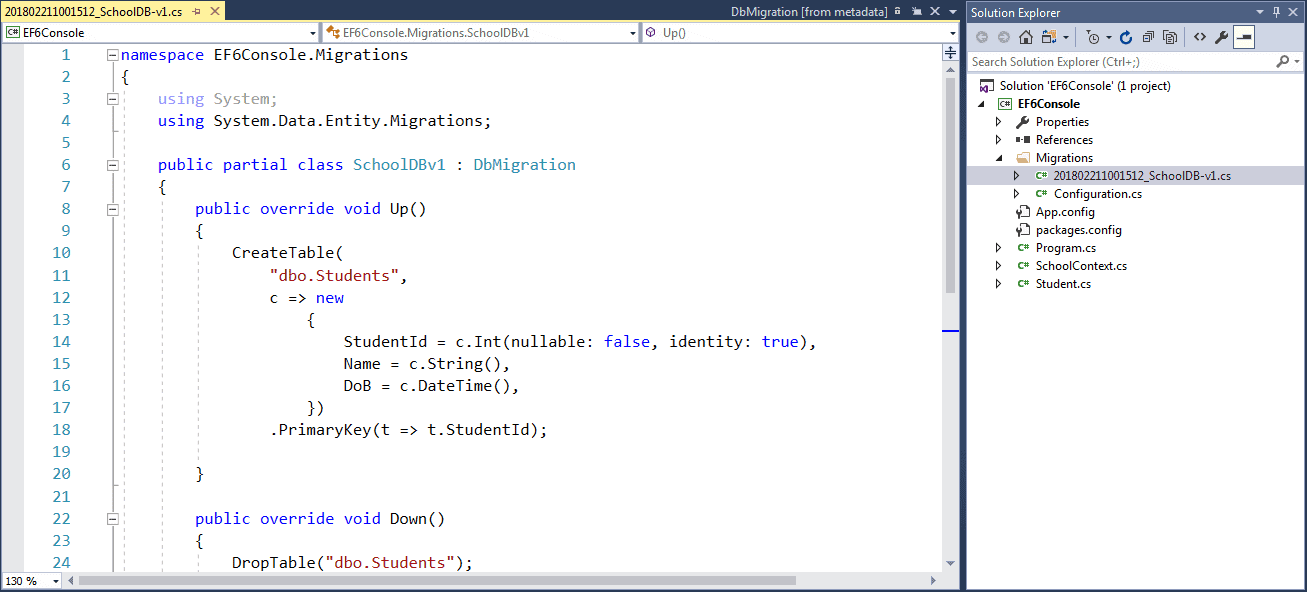 201802211001512_SchoolDB-v1.cs
DbMigration [from metadata]
EF6Console
EF6Console.Migrations.SchoolDBv1
Up()
1 namespace EF6Console.Migrations
2 {
3 using System;
4 using System.Data.Entity.Migrations;
5
6 public partial class SchoolDBv1 : DbMigration
7 {
8 public override void Up()
9 {
10 CreateTable(
11 "dbo.Students",
12 c => new
13 {
14 StudentId = c.Int(nullable: false, identity: true),
15 Name = c.String(),
16 DoB = c.DateTime(),
17 })
18 .PrimaryKey(t => t.StudentId);
19
20 }
21
22 public override void Down()
23 {
24 DropTable("dbo.Students");
130 %
Solution Explorer
Search Solution Explorer (Ctrl+;)
Solution 'EF6Console' (1 project)
C# EF6Console
Properties
References
Migrations
C# 201802211001512_SchoolDB-v1.cs
C# Configuration.cs
App.config
packages.config
C# Program.cs
C# SchoolContext.cs
C# Student.cs